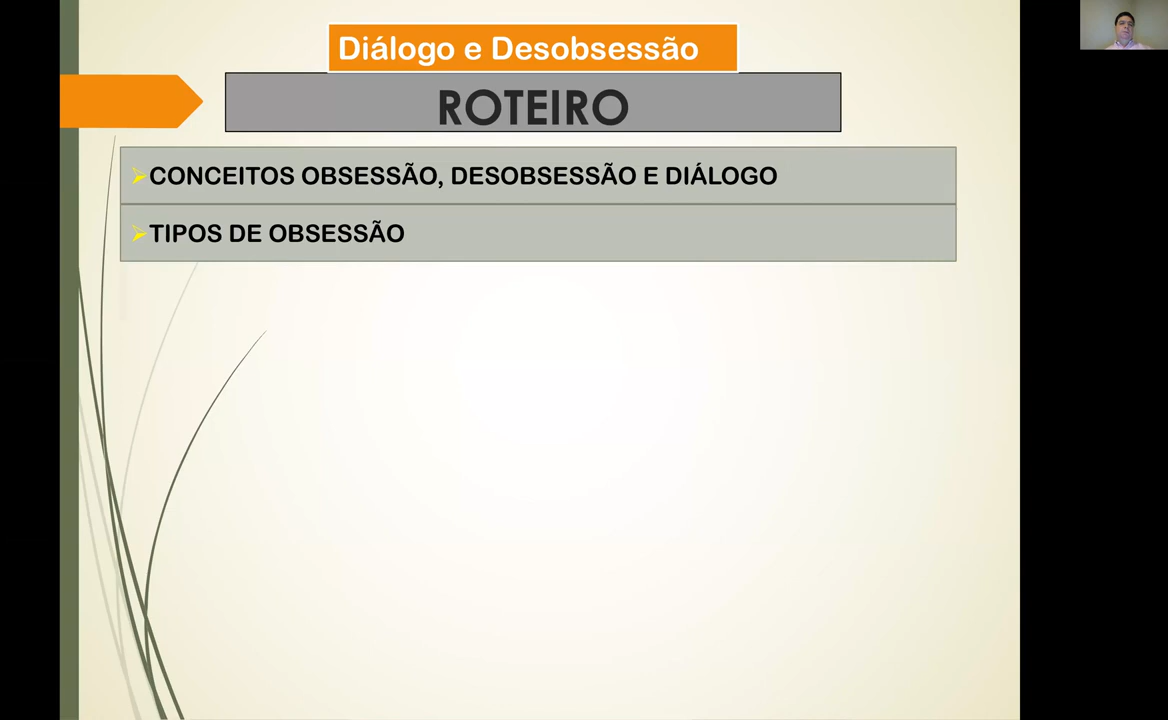 Diálogo e Desobsessão
ROTEIRO
CONCEITOS OBSESSÃO, DESOBSESSÃO E DIÁLOGO
TIPOS DE OBSESSÃO